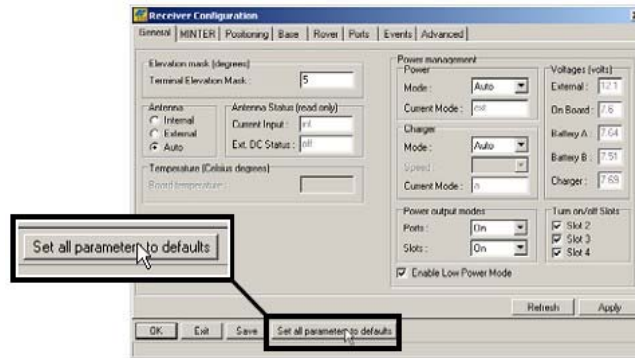 Receiver Configuration
General MINTER Positioning Base Rover Ports Events Advanced
Elevation mask (degrees)
Terminal Elevation Mask: 5
Antenna
Internal
External
Auto
Antenna Status (read only)
Current Input: int
Ext. DC Status: off
Temperature (Celsius degrees)
Board temperature:
Power management
Power
Mode: Auto
Current Mode: ext
Charger
Mode: Auto
Speed:
Current Mode:
Voltages (volts)
External: 12.1
On Board: 7.6
Battery A: 7.64
Battery B: 7.51
Charger: 7.69
Power output modes
Ports: On
Slots: On
Turn on/off Slots
Slot 2
Slot 3
Slot 4
Enable Low Power Mode
Set all parameters to defaults
Refresh Apply
OK Exit Save Set all parameters to defaults